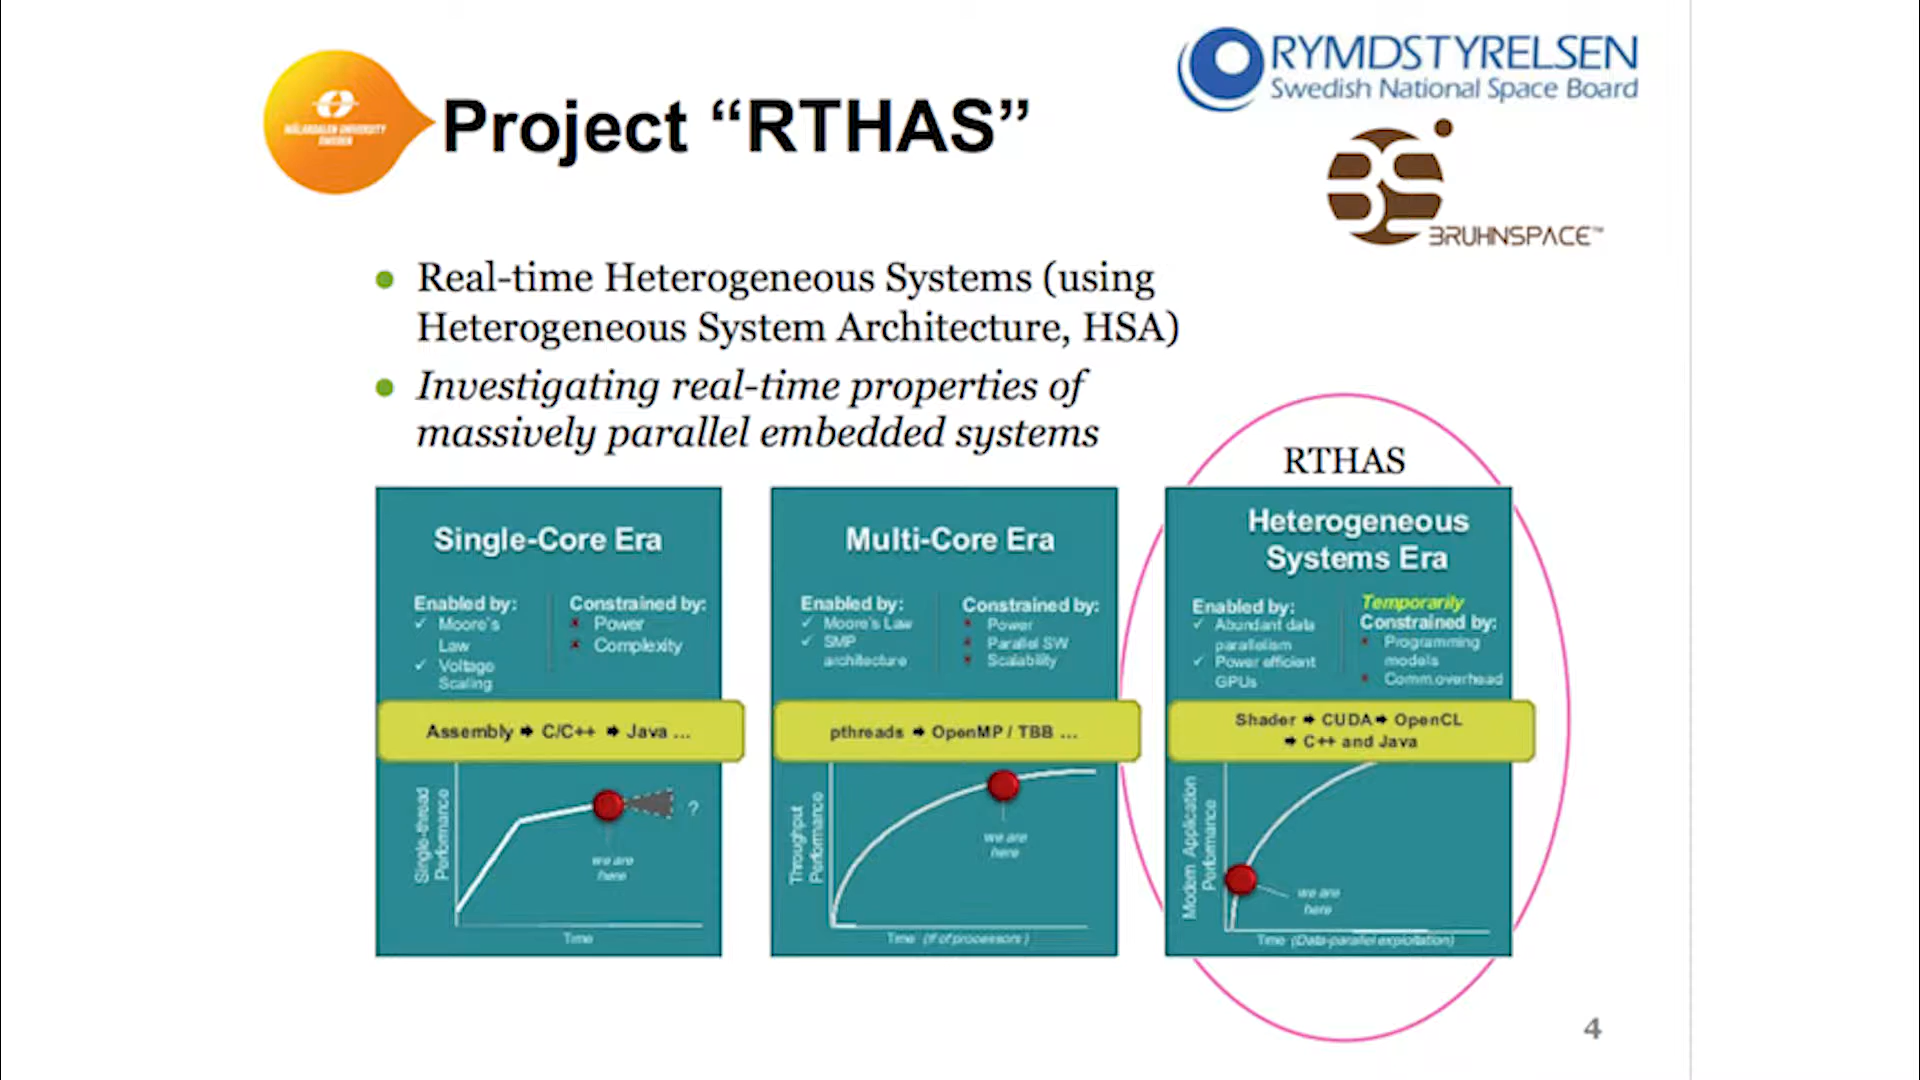 MÄLARDALEN UNIVERSITY
SWEDEN
Project “RTHAS”
RYMDSTYRELSEN
Swedish National Space Board
BS
BRUHNSPACE™
Real-time Heterogeneous Systems (using
Heterogeneous System Architecture, HSA)
Investigating real-time properties of
massively parallel embedded systems
RTHAS
Single-Core Era
Enabled by:
✓ Moore's
Law
✓ Voltage
Scaling
Constrained by:
Power
Complexity
Assembly ➡ C/C++ ➡ Java ...
Single-thread
Performance
?
we are
here
Time
Multi-Core Era
Enabled by:
✓ Moore's Law
✓ SMP
architecture
Constrained by:
Power
Parallel SW
Scalability
pthreads ➡ OpenMP / TBB ...
Throughput
Performance
we are
here
Time (# of processors)
Heterogeneous
Systems Era
Enabled by:
✓ Abundant data
parallelism
✓ Power efficient
GPUs
Temporarily
Constrained by:
Programming
models
Comm.overhead
Shader ➡ CUDA➡ OpenCL
➡ C++ and Java
Modern Application
Performance
we are
here
Time (Data-parallel exploitation)
4